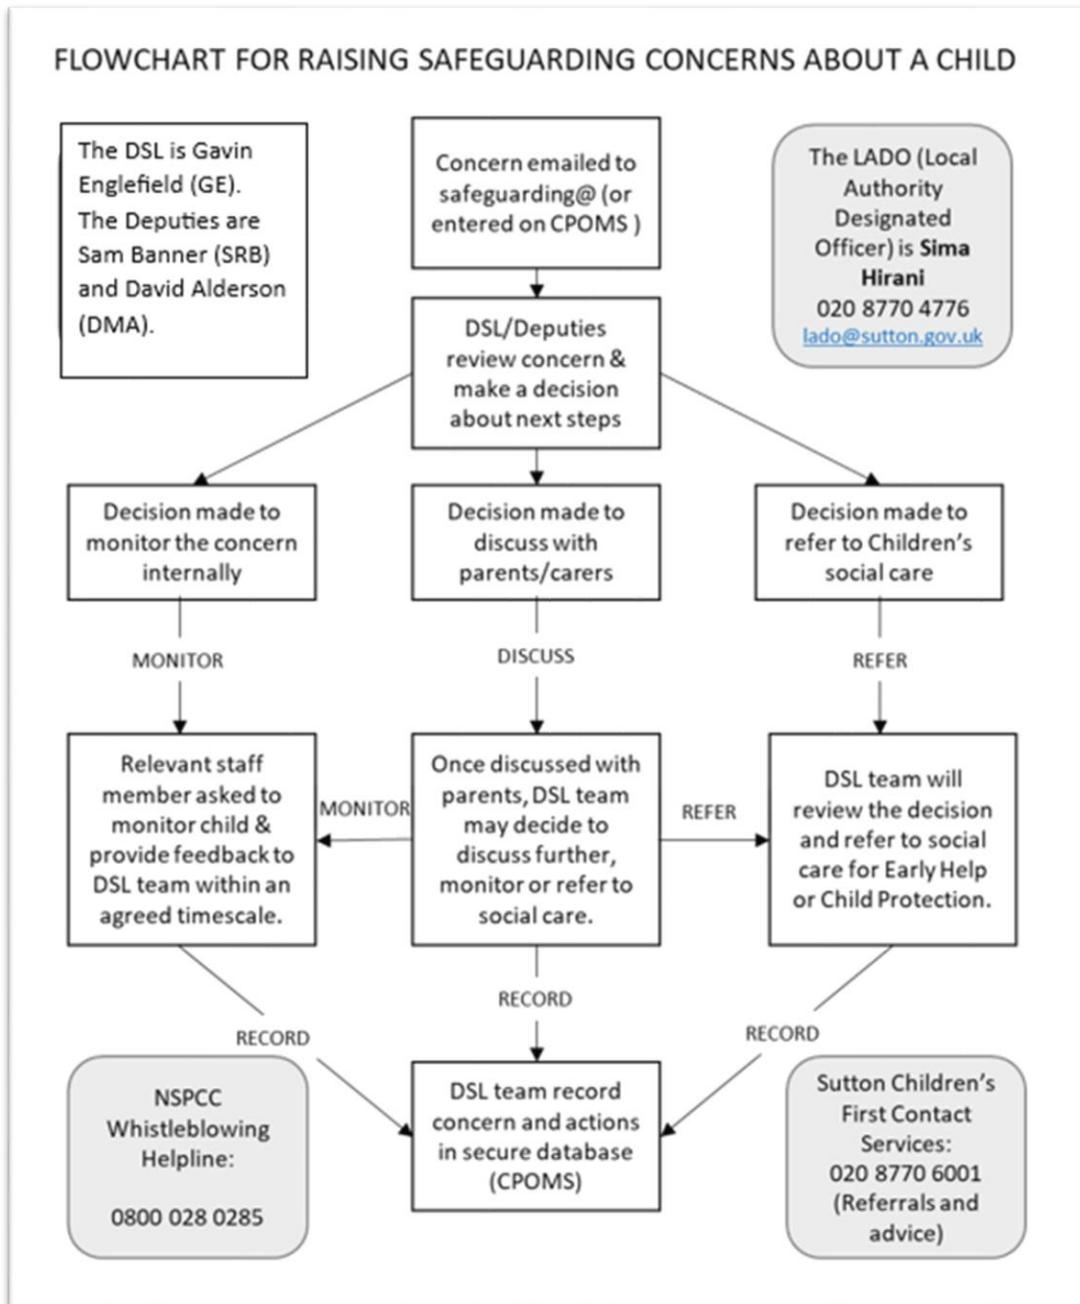 FLOWCHART FOR RAISING SAFEGUARDING CONCERNS ABOUT A CHILD
The DSL is Gavin
Englefield (GE).
The Deputies are
Sam Banner (SRB)
and David Alderson
(DMA).
Concern emailed to
safeguarding@ (or
entered on CPOMS )
The LADO (Local
Authority
Designated
Officer) is Sima
Hirani
020 8770 4776
lado@sutton.gov.uk
DSL/Deputies
review concern &
make a decision
about next steps
Decision made to
monitor the concern
internally
Decision made to
discuss with
parents/carers
Decision made to
refer to Children's
social care
MONITOR
DISCUSS
REFER
Relevant staff
member asked to
monitor child &
provide feedback to
DSL team within an
agreed timescale.
MONITOR
Once discussed with
parents, DSL team
may decide to
discuss further,
monitor or refer to
social care.
REFER
DSL team will
review the decision
and refer to social
care for Early Help
or Child Protection.
RECORD
RECORD
RECORD
NSPCC
Whistleblowing
Helpline:
0800 028 0285
DSL team record
concern and actions
in secure database
(CPOMS)
Sutton Children's
First Contact
Services:
020 8770 6001
(Referrals and
advice)